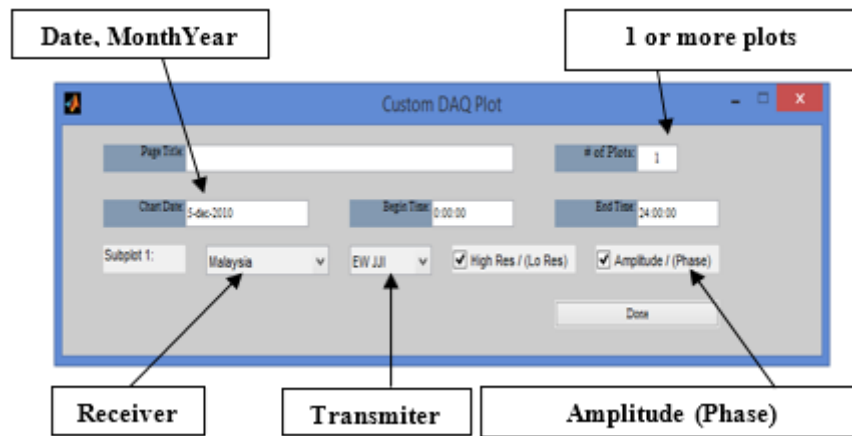 Date, MonthYear
1 or more plots
Custom DAQ Plot
Page Title:
# of Plots: 1
Chart Date: 5-dec-2010
Begin Time: 0:00:00
End Time: 24:00:00
Subplot 1: Malaysia EW JJI High Res / (Lo Res) Amplitude / (Phase)
Done
Receiver
Transmiter
Amplitude (Phase)